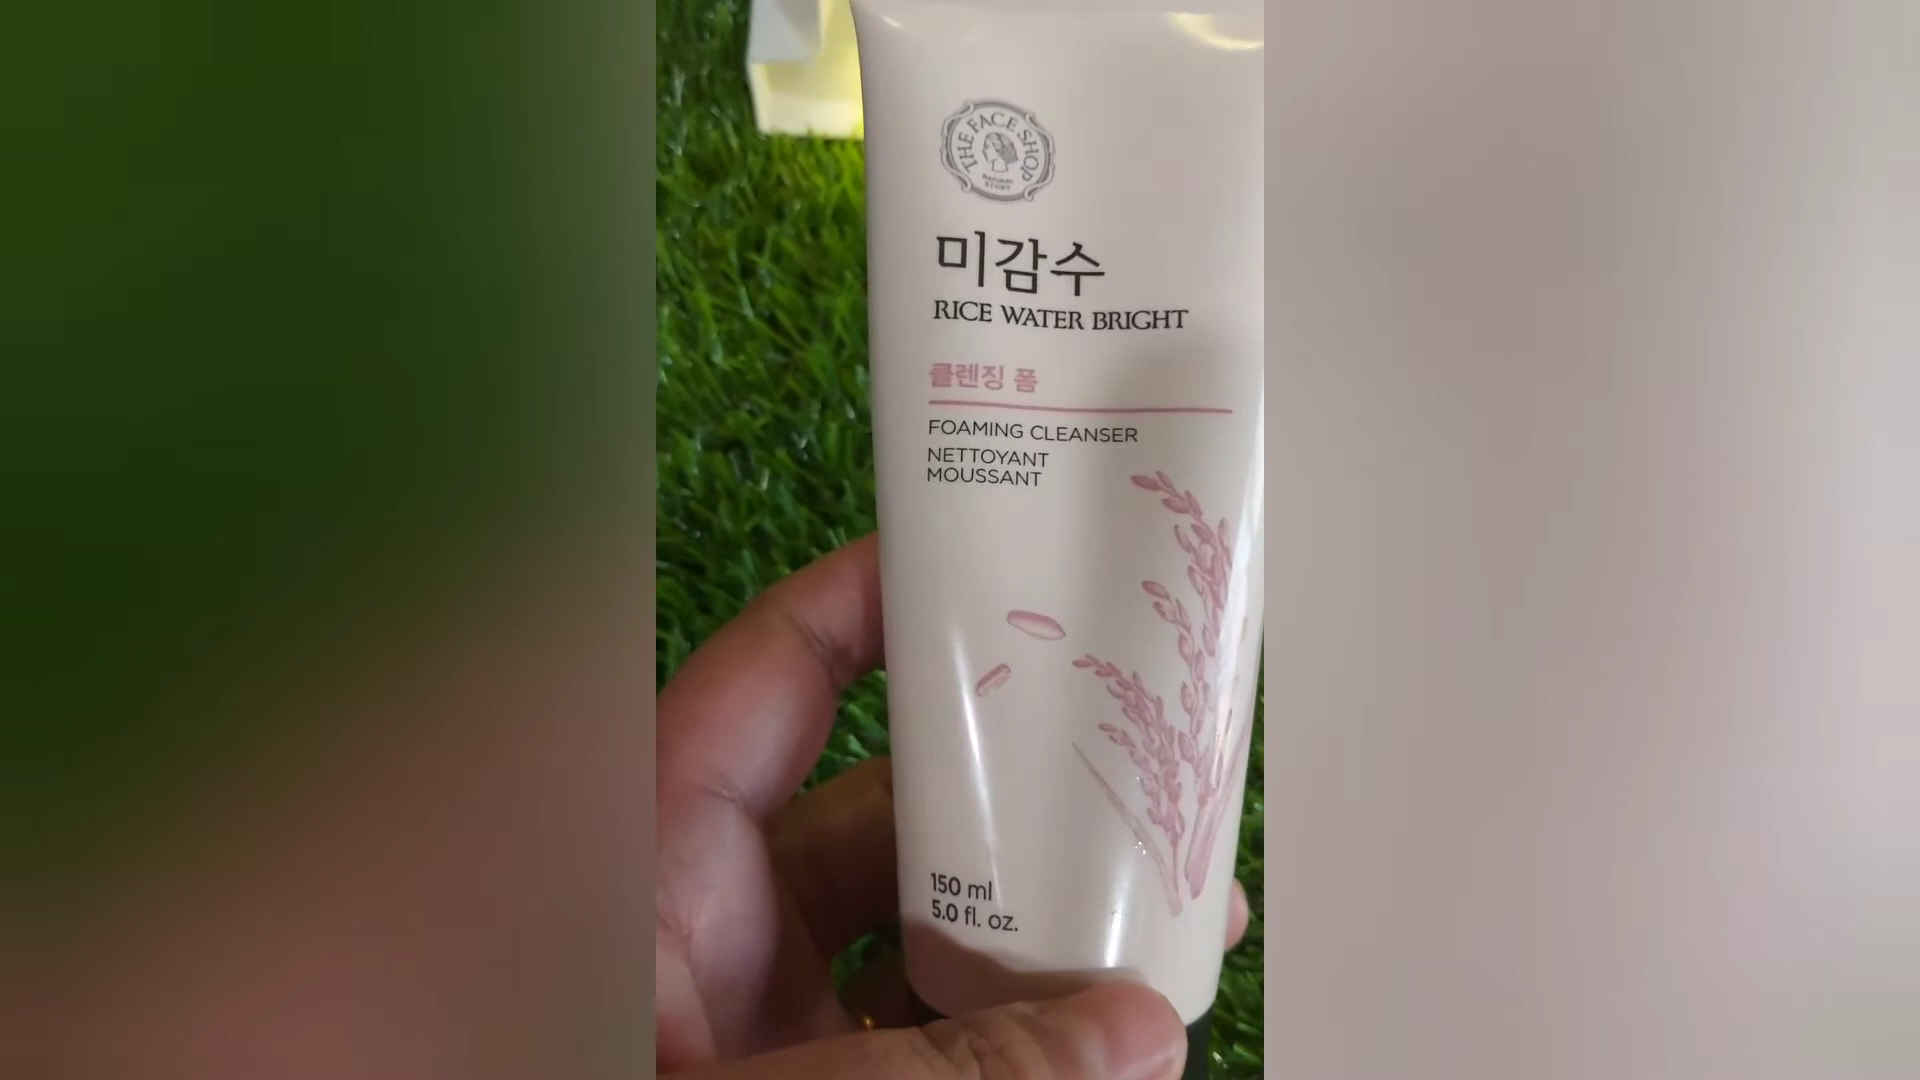 THE FACE SHOP
NATURAL
STORY
미감수
RICE WATER BRIGHT
클렌징 폼
FOAMING CLEANSER
NETTOYANT
MOUSSANT
150 ml
5.0 fl. oz.